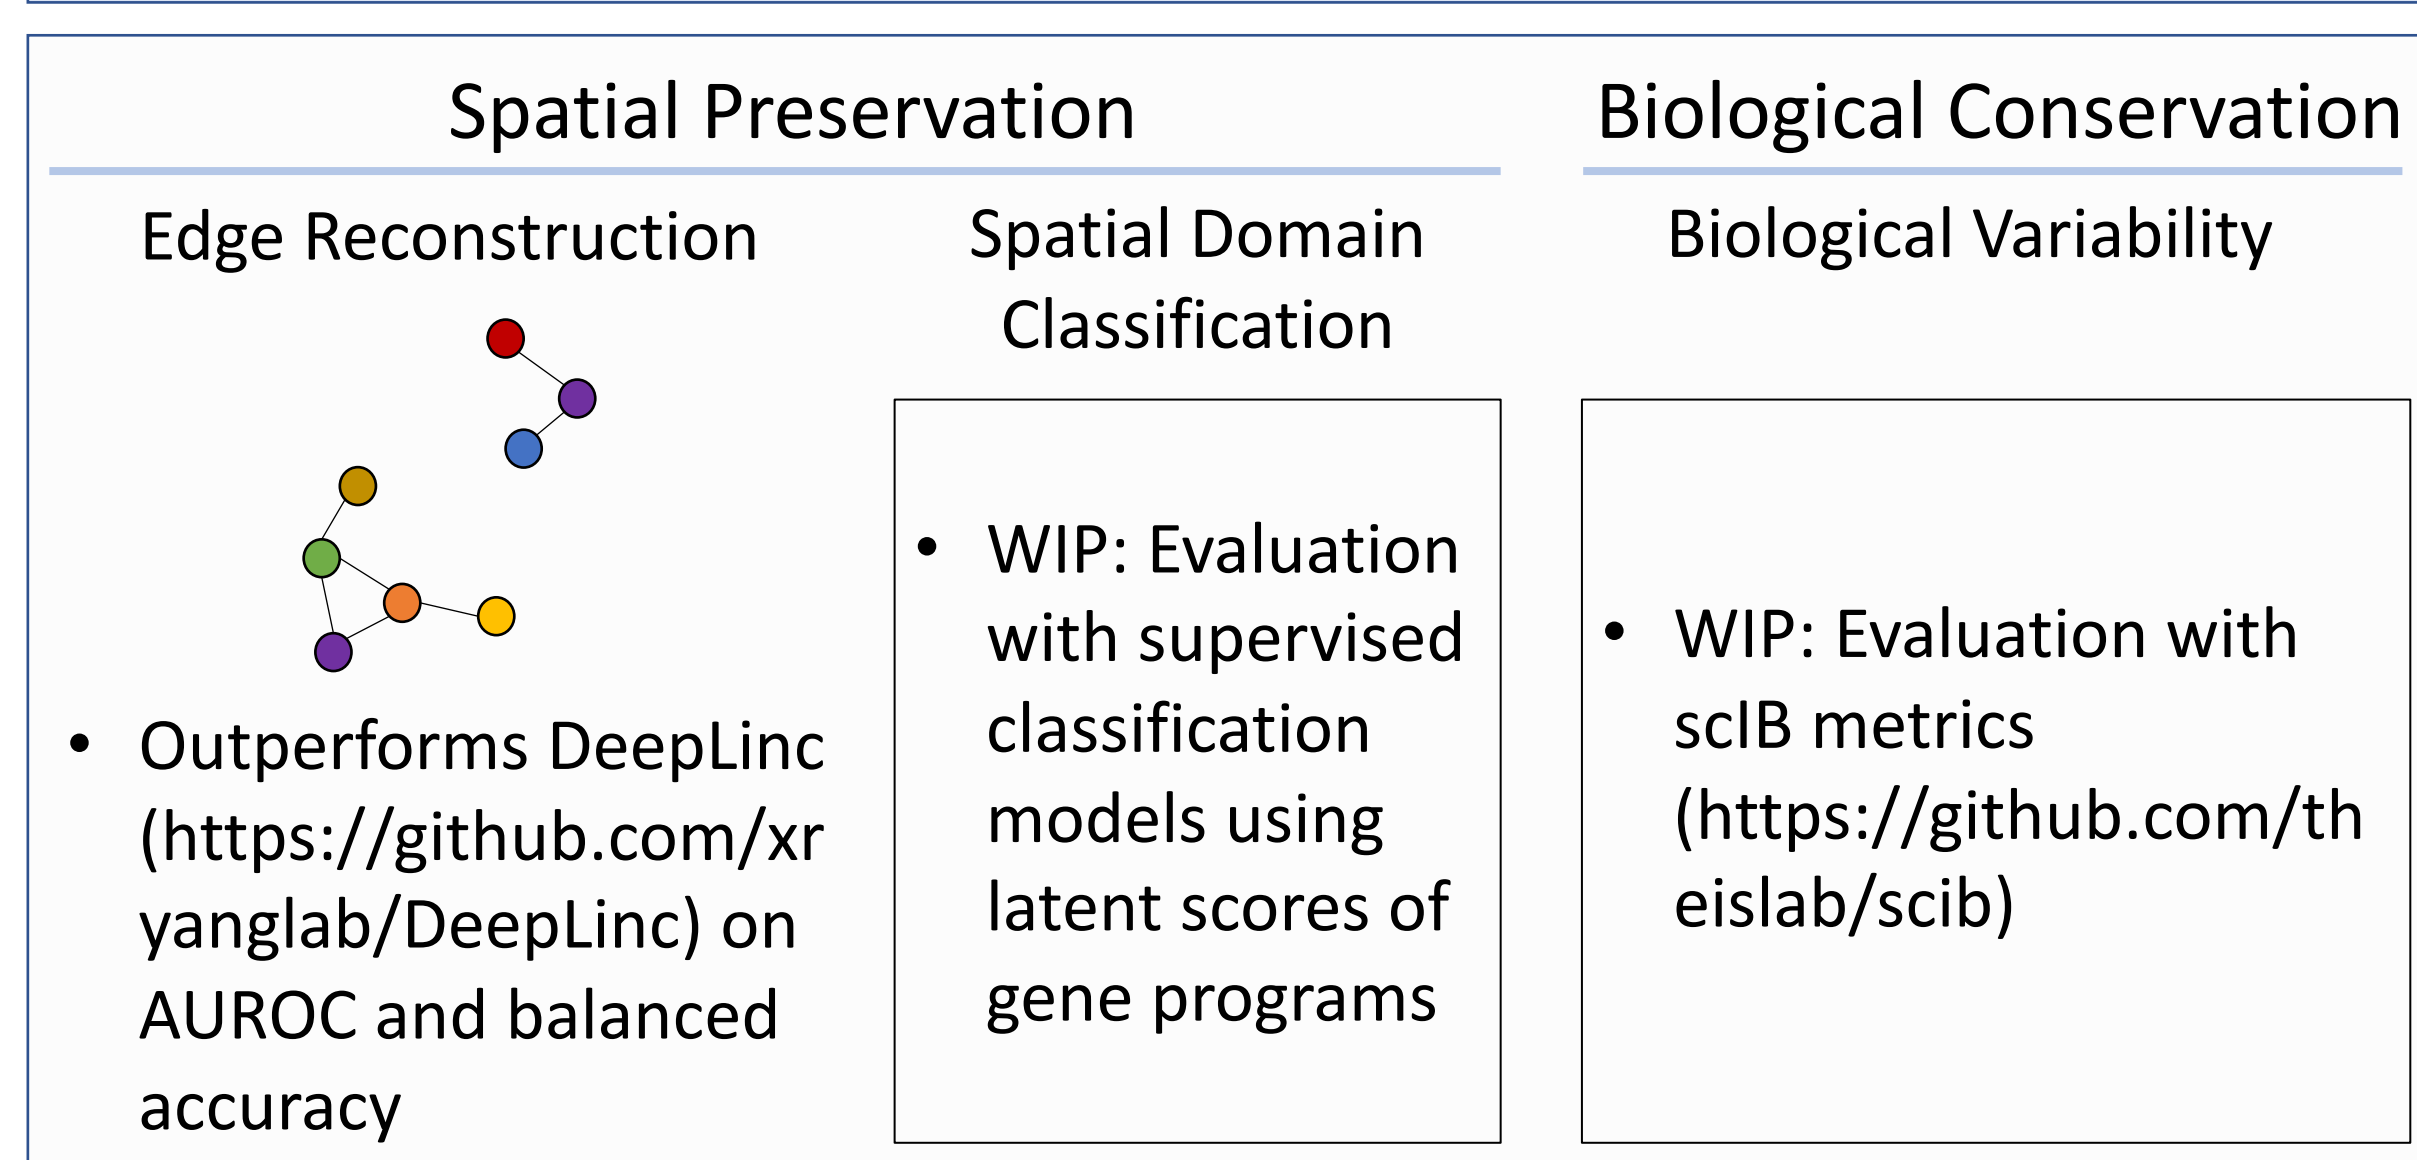 Spatial Preservation
Edge Reconstruction
• Outperforms DeepLinc
(https://github.com/xr
yanglab/DeepLinc) on
AUROC and balanced
accuracy
Spatial Domain
Classification
• WIP: Evaluation
with supervised
classification
models using
latent scores of
gene programs
Biological Conservation
Biological Variability
• WIP: Evaluation with
scIB metrics
(https://github.com/th
eislab/scib)